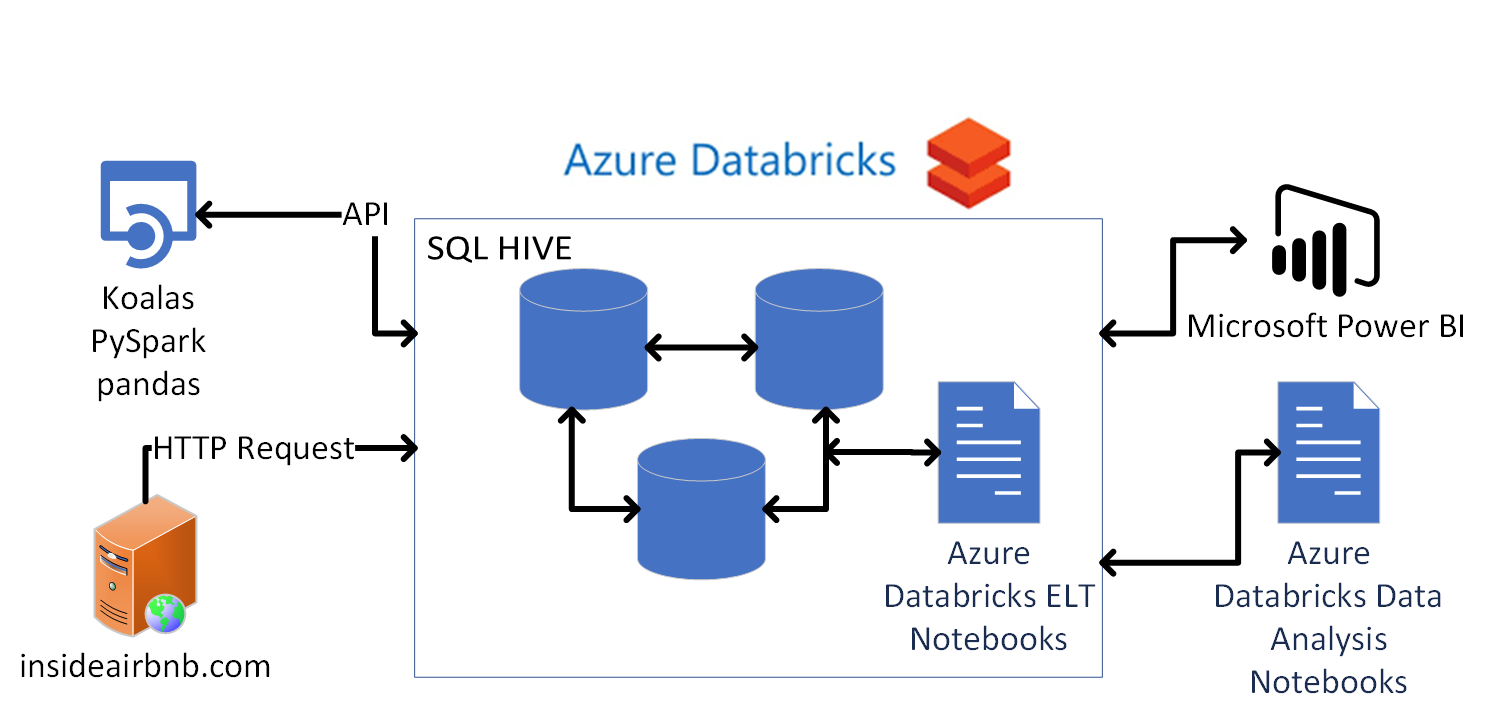 Azure Databricks
API
SQL HIVE
Koalas
PySpark
pandas
Microsoft Power BI
HTTP Request
Azure
Databricks ELT
Notebooks
Azure
Databricks Data
Analysis
Notebooks
insideairbnb.com